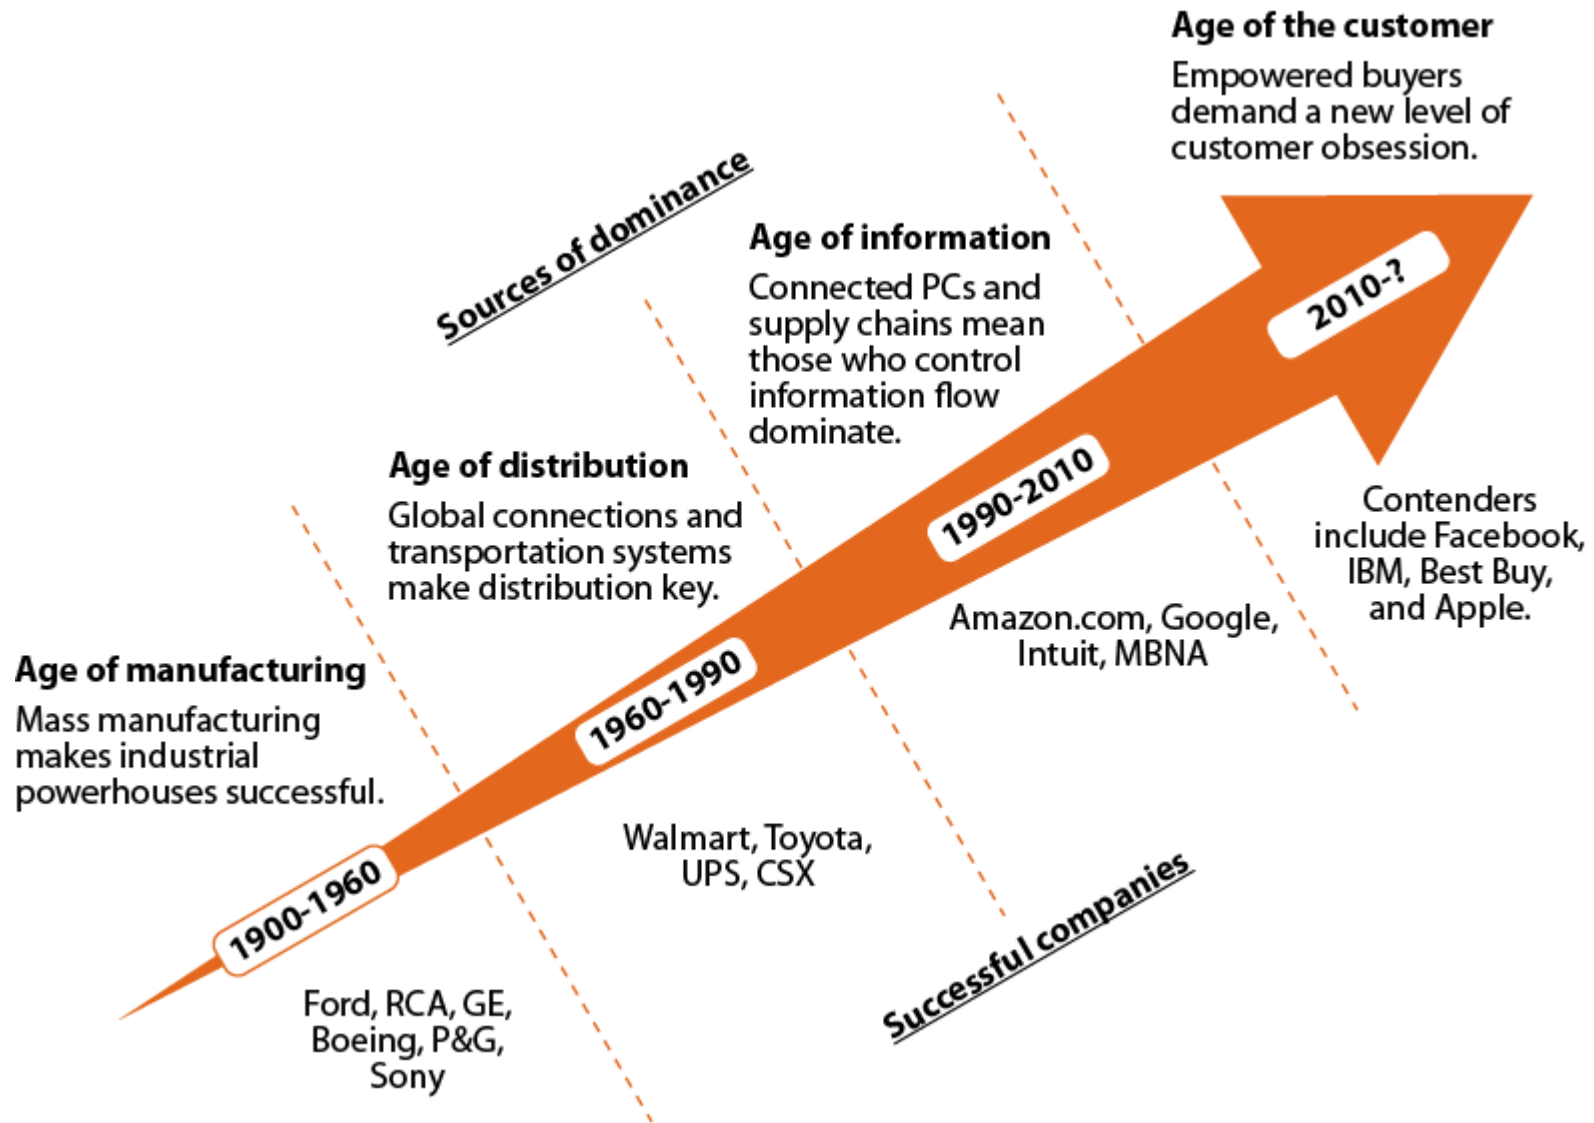 Age of the customer
Empowered buyers
demand a new level of
customer obsession.
Sources of dominance
Age of information
Connected PCs and
supply chains mean
those who control
information flow
dominate.
2010-?
Age of distribution
Global connections and
transportation systems
make distribution key.
1990-2010
Contenders
include Facebook,
IBM, Best Buy,
and Apple.
Amazon.com, Google,
Intuit, MBNA
Age of manufacturing
Mass manufacturing
makes industrial
powerhouses successful.
1960-1990
Walmart, Toyota,
UPS, CSX
Successful companies
1900-1960
Ford, RCA, GE,
Boeing, P&G,
Sony